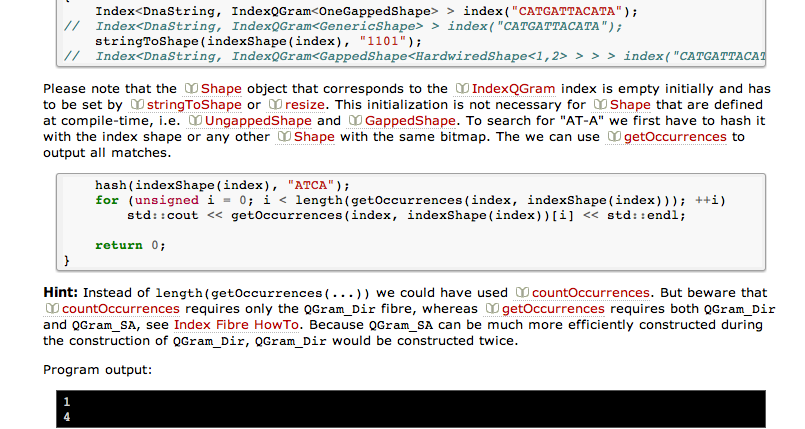 Index<DnaString, IndexQGram<OneGappedShape> > index("CATGATTACATA");
// Index<DnaString, IndexQGram<GenericShape> > index("CATGATTACATA");
stringToShape(indexShape(index), "1101");
// Index<DnaString, IndexQGram<GappedShape<HardwiredShape<1,2> > > > index("CATGATTACAT
Please note that the Shape object that corresponds to the IndexQGram index is empty initially and has
to be set by stringToShape or resize. This initialization is not necessary for Shape that are defined
at compile-time, i.e. UngappedShape and GappedShape. To search for "AT-A" we first have to hash it
with the index shape or any other Shape with the same bitmap. The we can use getOccurrences to
output all matches.
hash(indexShape(index), "ATCA");
for (unsigned i = 0; i < length(getOccurrences(index, indexShape(index))); ++i)
std::cout << getOccurrences(index, indexShape(index))[i] << std::endl;
return 0;
}
Hint: Instead of length(getOccurrences(...)) we could have used countOccurrences. But beware that
countOccurrences requires only the QGram_Dir fibre, whereas getOccurrences requires both QGram_Dir
and QGram_SA, see Index Fibre HowTo. Because QGram_SA can be much more efficiently constructed during
the construction of QGram_Dir, QGram_Dir would be constructed twice.
Program output:
1
4